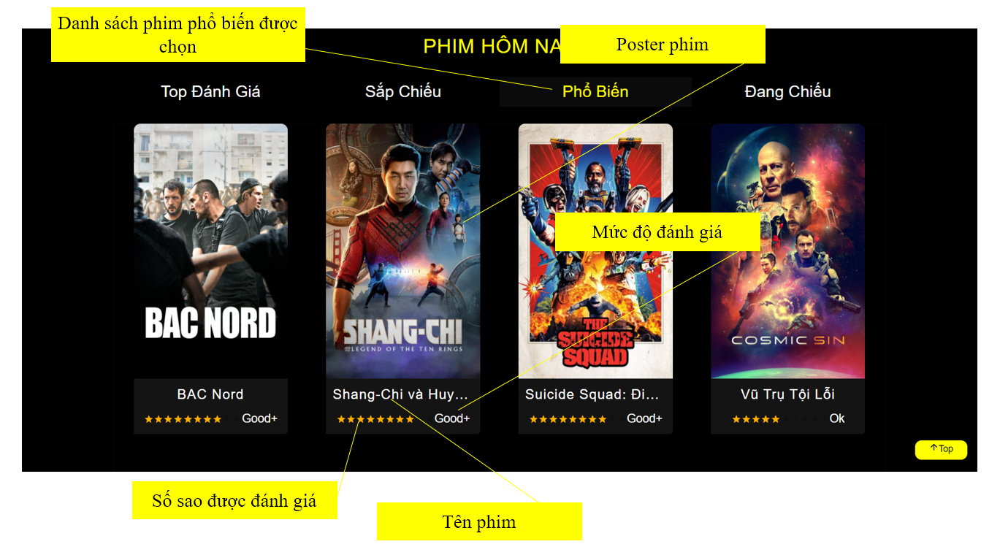 Danh sách phim phổ biến được
chọn
PHIM HÔM NA
Poster phim
Top Đánh Giá
Sắp Chiếu
Phổ Biến
Đang Chiếu
Mức độ đánh giá
BAC NORD
SHANG-CHI
LEGEND OF THE TEN RINGS
THE
SUICIDE
SQUAD
COSMIC SIN
BAC Nord
Shang-Chi và Huy...
Suicide Squad: Đi...
Vũ Trụ Tội Lỗi
Good+
Good+
Good+
Ok
↑Top
Số sao được đánh giá
Tên phim